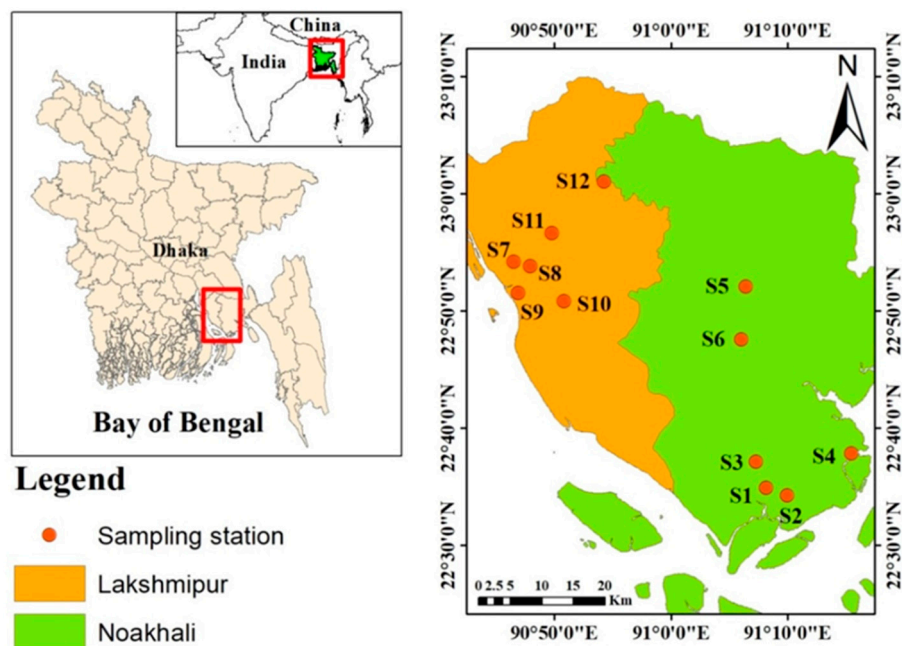 China
India
Dhaka
Bay of Bengal
Legend
Sampling station
Lakshmipur
Noakhali
90°50'0"E 91°0'0"E 91°10'0"E
23°10'0"N
23°0'0"N
22°50'0"N
22°40'0"N
22°30'0"N
N
S12
S11
S7
S8
S9
S10
S5
S6
S3
S4
S1
S2
0 2.5 5 10 15 20
Km
23°10'0"N
23°0'0"N
22°50'0"N
22°40'0"N
22°30'0"N
90°50'0"E 91°0'0"E 91°10'0"E